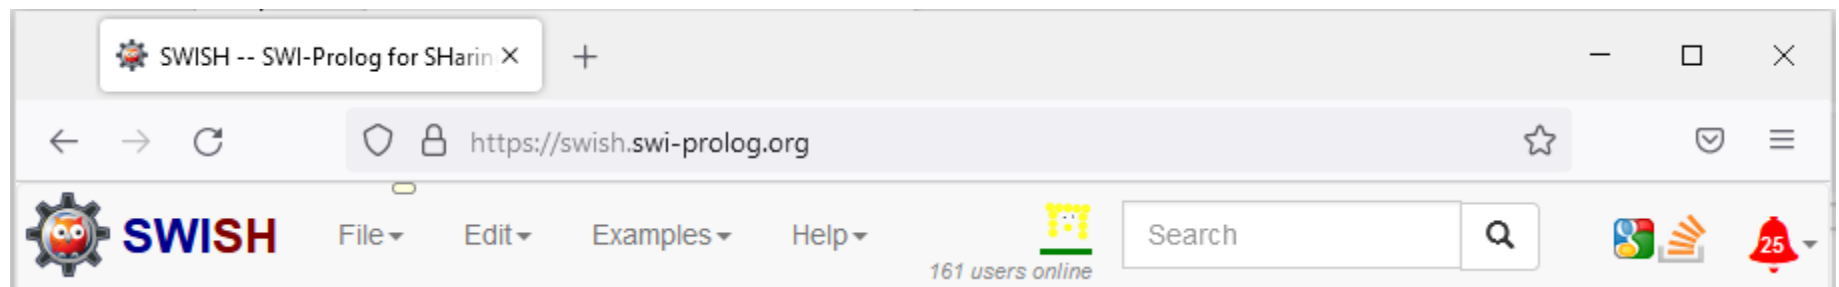 SWISH -- SWI-Prolog for SHarin
https://swish.swi-prolog.org
SWISH File Edit Examples Help Search 25
161 users online